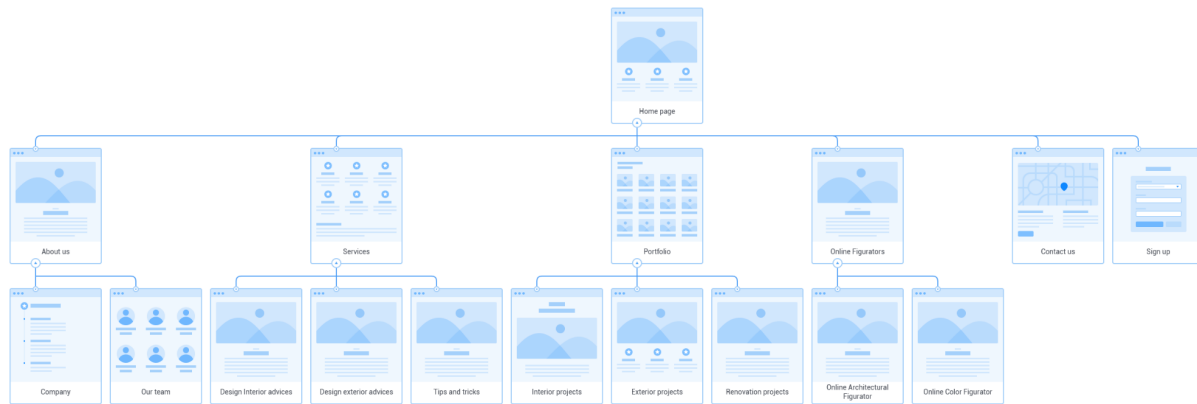 Home page
About us
Services
Portfolio
Online Figurators
Contact us
Sign up
Company
Our team
Design Interior advices
Design exterior advices
Tips and tricks
Interior projects
Exterior projects
Renovation projects
Online Architectural
Figurator
Online Color Figurator